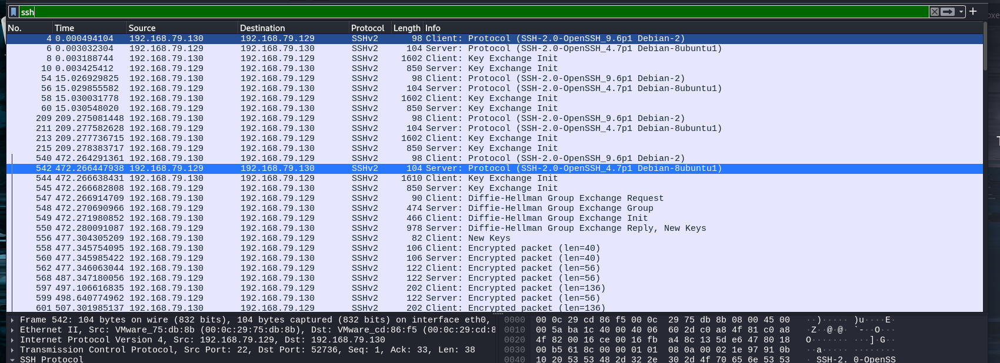 ssh
No. Time Source Destination Protocol Length Info
4 0.000494104 192.168.79.130 192.168.79.129 SSHv2 98 Client: Protocol (SSH-2.0-OpenSSH_9.6p1 Debian-2)
6 0.003032304 192.168.79.129 192.168.79.130 SSHv2 104 Server: Protocol (SSH-2.0-OpenSSH_4.7p1 Debian-8ubuntu1)
8 0.003188744 192.168.79.130 192.168.79.129 SSHv2 1602 Client: Key Exchange Init
10 0.003425412 192.168.79.129 192.168.79.130 SSHv2 850 Server: Key Exchange Init
54 15.026929825 192.168.79.130 192.168.79.129 SSHv2 98 Client: Protocol (SSH-2.0-OpenSSH_9.6p1 Debian-2)
56 15.029855582 192.168.79.129 192.168.79.130 SSHv2 104 Server: Protocol (SSH-2.0-OpenSSH_4.7p1 Debian-8ubuntu1)
58 15.030031778 192.168.79.130 192.168.79.129 SSHv2 1602 Client: Key Exchange Init
60 15.030548020 192.168.79.129 192.168.79.130 SSHv2 850 Server: Key Exchange Init
209 209.275081448 192.168.79.130 192.168.79.129 SSHv2 98 Client: Protocol (SSH-2.0-OpenSSH_9.6p1 Debian-2)
211 209.277582628 192.168.79.129 192.168.79.130 SSHv2 104 Server: Protocol (SSH-2.0-OpenSSH_4.7p1 Debian-8ubuntu1)
213 209.277736715 192.168.79.130 192.168.79.129 SSHv2 1602 Client: Key Exchange Init
215 209.278383717 192.168.79.129 192.168.79.130 SSHv2 850 Server: Key Exchange Init
540 472.264291361 192.168.79.130 192.168.79.129 SSHv2 98 Client: Protocol (SSH-2.0-OpenSSH_9.6p1 Debian-2)
542 472.266447938 192.168.79.129 192.168.79.130 SSHv2 104 Server: Protocol (SSH-2.0-OpenSSH_4.7p1 Debian-8ubuntu1)
544 472.266638431 192.168.79.130 192.168.79.129 SSHv2 1610 Client: Key Exchange Init
545 472.266682808 192.168.79.129 192.168.79.130 SSHv2 850 Server: Key Exchange Init
547 472.266914709 192.168.79.130 192.168.79.129 SSHv2 90 Client: Diffie-Hellman Group Exchange Request
548 472.270690966 192.168.79.129 192.168.79.130 SSHv2 474 Server: Diffie-Hellman Group Exchange Group
549 472.271980852 192.168.79.130 192.168.79.129 SSHv2 466 Client: Diffie-Hellman Group Exchange Init
550 472.280091087 192.168.79.129 192.168.79.130 SSHv2 978 Server: Diffie-Hellman Group Exchange Reply, New Keys
556 477.304305209 192.168.79.130 192.168.79.129 SSHv2 82 Client: New Keys
558 477.345754095 192.168.79.130 192.168.79.129 SSHv2 106 Client: Encrypted packet (len=40)
560 477.345985422 192.168.79.129 192.168.79.130 SSHv2 106 Server: Encrypted packet (len=40)
562 477.346063044 192.168.79.130 192.168.79.129 SSHv2 122 Client: Encrypted packet (len=56)
568 487.347180056 192.168.79.129 192.168.79.130 SSHv2 122 Server: Encrypted packet (len=56)
597 497.106616835 192.168.79.130 192.168.79.129 SSHv2 202 Client: Encrypted packet (len=136)
599 498.640774962 192.168.79.129 192.168.79.130 SSHv2 122 Server: Encrypted packet (len=56)
601 507.301985137 192.168.79.130 192.168.79.129 SSHv2 202 Client: Encrypted packet (len=136)
Frame 542: 104 bytes on wire (832 bits), 104 bytes captured (832 bits) on interface eth0,
Ethernet II, Src: VMware_75:db:8b (00:0c:29:75:db:8b), Dst: VMware_cd:86:f5 (00:0c:29:cd:8
Internet Protocol Version 4, Src: 192.168.79.129, Dst: 192.168.79.130
Transmission Control Protocol, Src Port: 22, Dst Port: 52736, Seq: 1, Ack: 33, Len: 38
SSH Protocol
0000 00 0c 29 cd 86 f5 00 0c 29 75 db 8b 08 00 45 00 ··)····· )u····E·
0010 00 5a ba 1c 40 00 40 06 60 2d c0 a8 4f 81 c0 a8 ·Z··@·@· `-··O···
0020 4f 82 00 16 ce 00 16 fb a4 8c 13 5d e6 47 80 18 O······· ···]·G··
0030 00 b5 61 8c 00 00 01 01 08 0a 00 02 1e 97 91 0b ··a····· ········
0040 10 20 53 53 48 2d 32 2e 30 2d 4f 70 65 6e 53 53 · SSH-2. 0-OpenSS